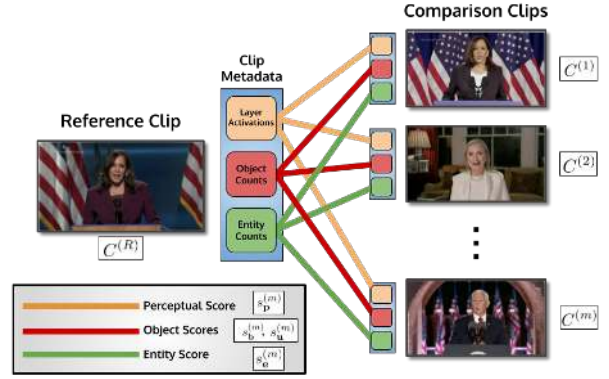 Comparison Clips
Clip
Metadata
Reference Clip
Layer
Activations
Object
Counts
Entity
Counts
C^{(R)}
C^{(1)}
C^{(2)}
C^{(m)}
Perceptual Score s_p^{(m)}
Object Scores s_b^{(m)}, s_u^{(m)}
Entity Score s_e^{(m)}